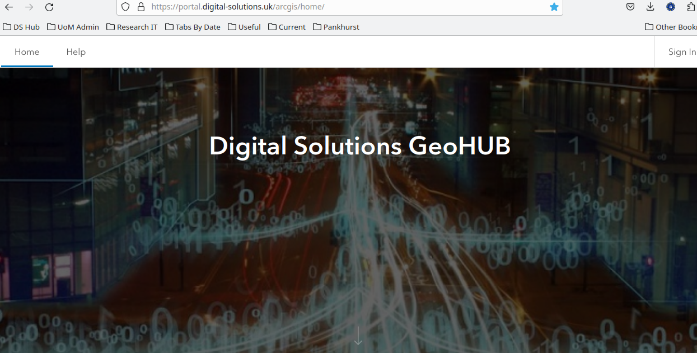 https://portal.digital-solutions.uk/arcgis/home/
DS Hub UoM Admin Research IT Tabs By Date Useful Current Pankhurst Other Book
Home Help Sign In
Digital Solutions GeoHUB